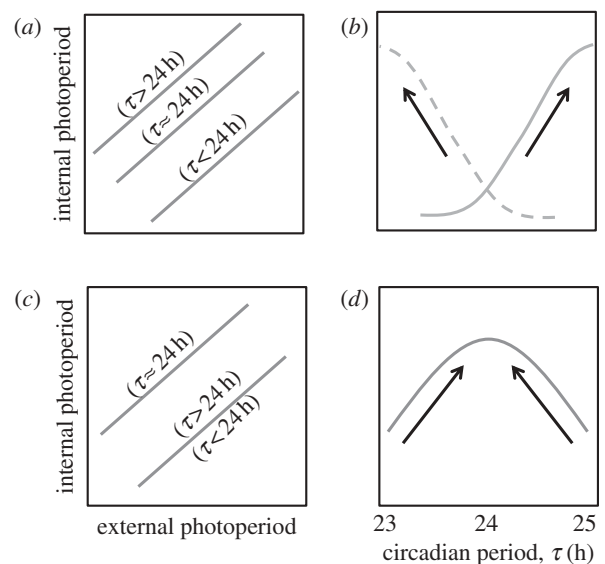 (a)
(b)
internal photoperiod
(τ > 24 h)
(τ ≈ 24 h)
(τ < 24 h)
(c)
(d)
internal photoperiod
(τ ≈ 24 h)
(τ > 24 h)
(τ < 24 h)
23 24 25
external photoperiod
circadian period, τ (h)